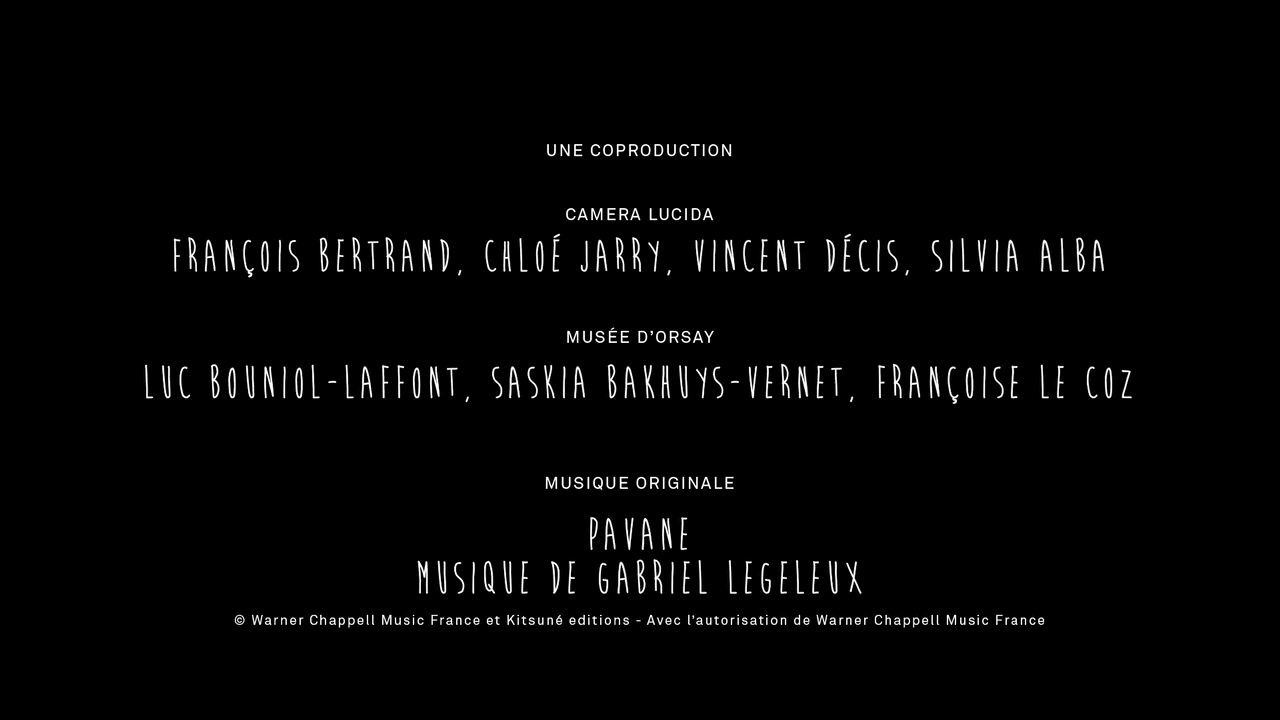 UNE COPRODUCTION
CAMERA LUCIDA
FRANÇOIS BERTRAND, CHLOÉ JARRY, VINCENT DÉCIS, SILVIA ALBA
MUSÉE D’ORSAY
LUC BOUNIOL-LAFFONT, SASKIA BAKHUYS-VERNET, FRANÇOISE LE COZ
MUSIQUE ORIGINALE
PAVANE
MUSIQUE DE GABRIEL LEGELEUX
© Warner Chappell Music France et Kitsuné editions - Avec l’autorisation de Warner Chappell Music France